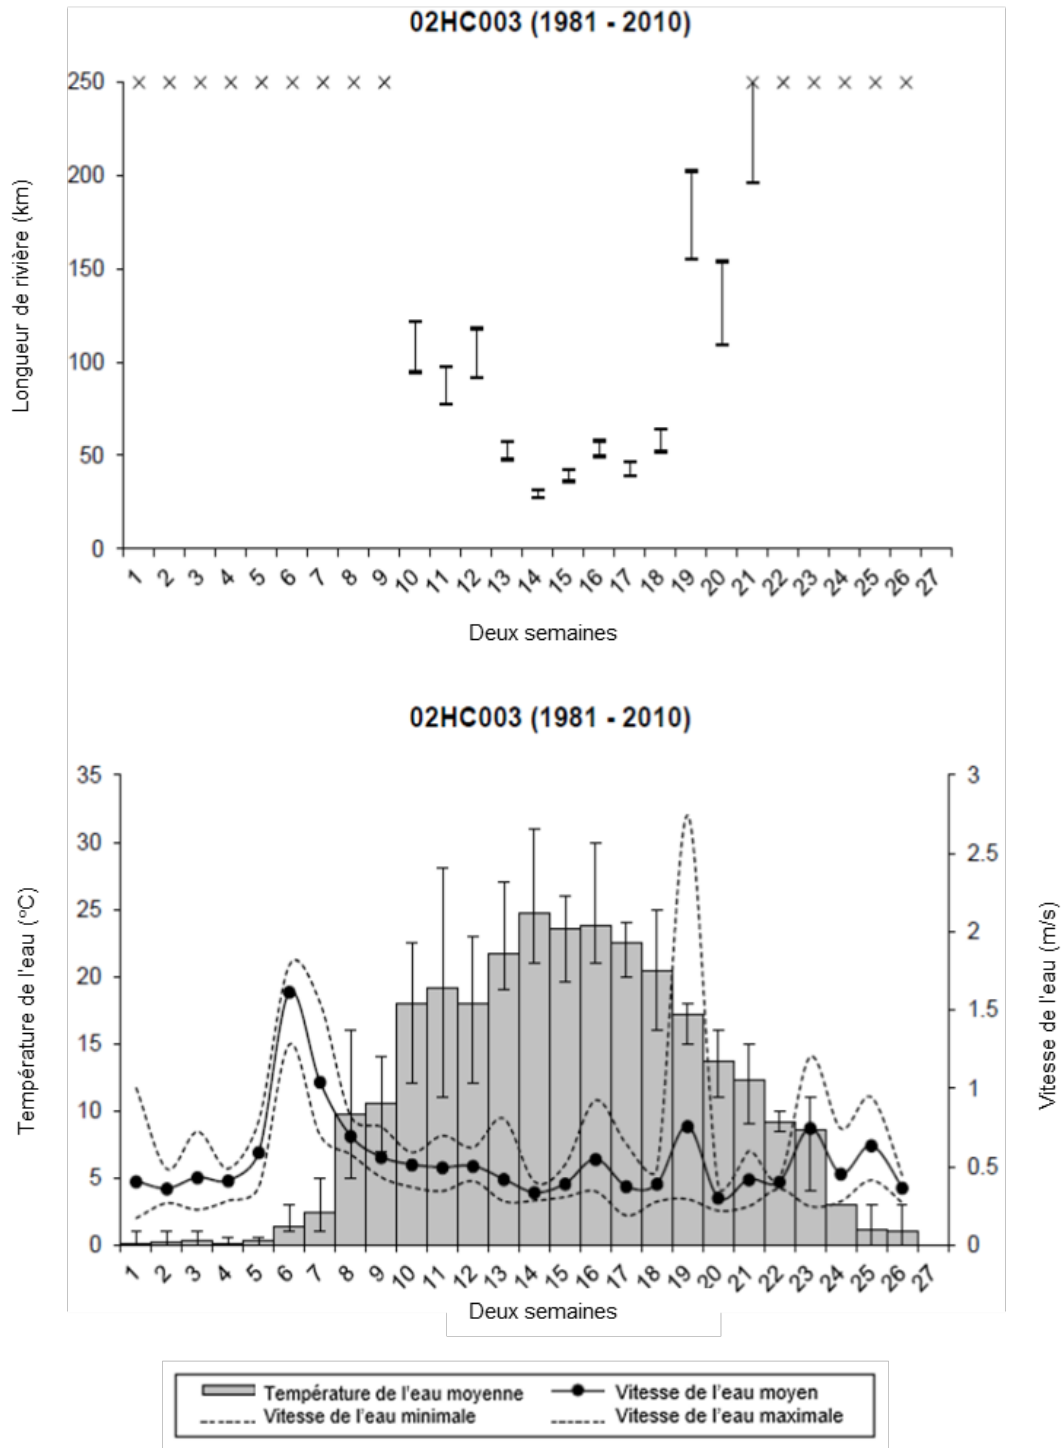 02HC003 (1981 - 2010)
250
200
150
100
50
0
Longueur de rivière (km)
1 2 3 4 5 6 7 8 9 10 11 12 13 14 15 16 17 18 19 20 21 22 23 24 25 26 27
Deux semaines
02HC003 (1981 - 2010)
35
30
25
20
15
10
5
0
Température de l'eau (°C)
3
2.5
2
1.5
1
0.5
0
Vitesse de l'eau (m/s)
1 2 3 4 5 6 7 8 9 10 11 12 13 14 15 16 17 18 19 20 21 22 23 24 25 26 27
Deux semaines
Température de l'eau moyenne
Vitesse de l'eau moyen
Vitesse de l'eau minimale
Vitesse de l'eau maximale